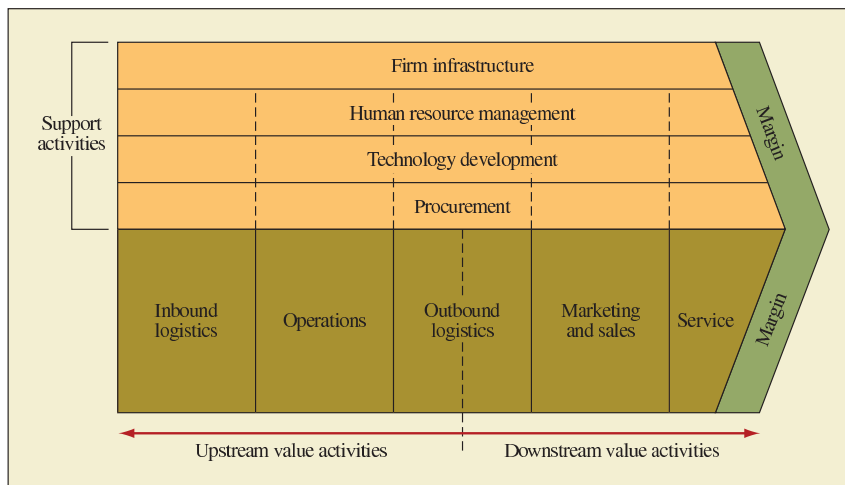 Firm infrastructure
Human resource management
Support
activities
Technology development
Procurement
Margin
Inbound
logistics
Operations
Outbound
logistics
Marketing
and sales
Service
Margin
Upstream value activities
Downstream value activities